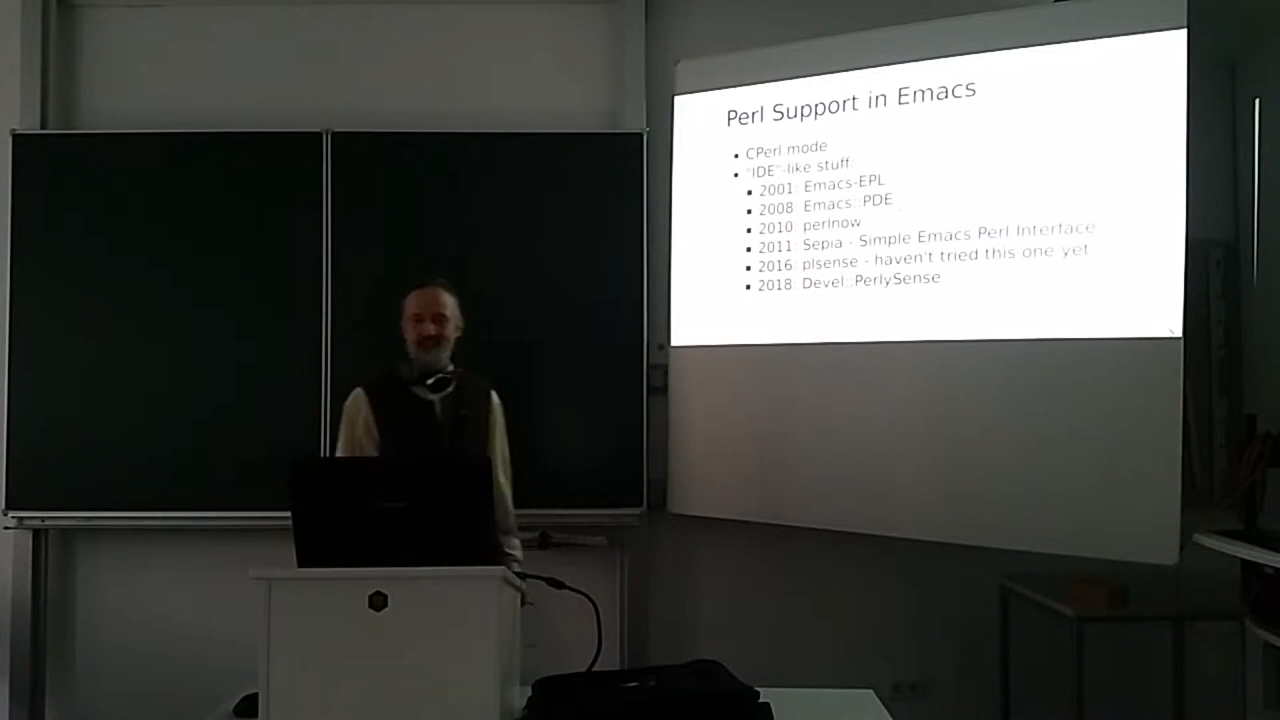 Perl Support in Emacs
CPerl mode
"IDE"-like stuff:
2001: Emacs-EPL
2008: Emacs::PDE
2010: perlnow
2011: Sepia - Simple Emacs Perl Interface
2016: plsense - haven't tried this one yet
2018: Devel::PerlySense